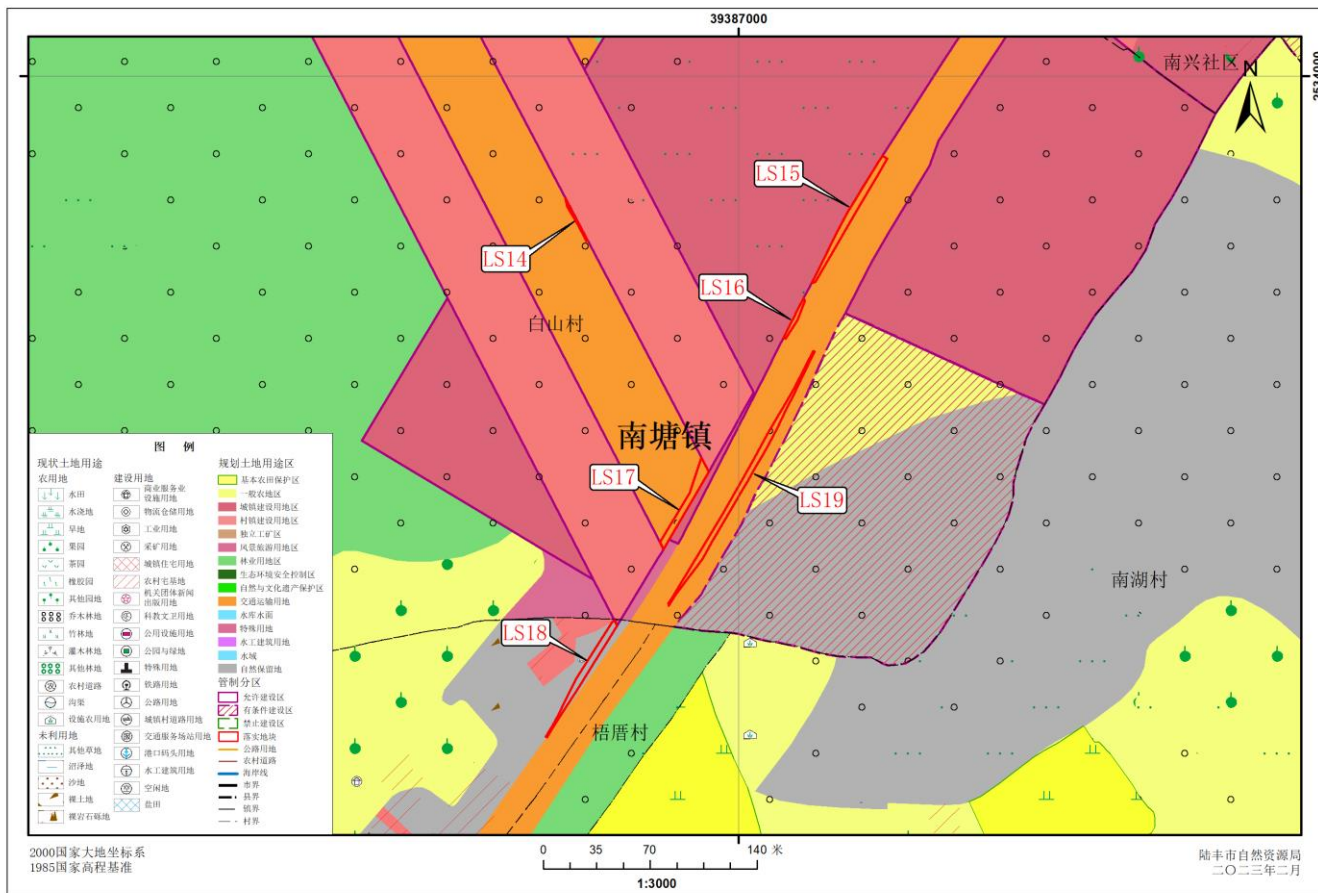 39387000
2534000
南兴社区
N
LS15
LS14
LS16
白山村
南塘镇
LS17
LS19
南湖村
LS18
梧厝村
图 例
现状土地用途
农用地
水田
水浇地
旱地
果园
茶园
橡胶园
其他园地
乔木林地
竹林地
灌木林地
其他林地
农村道路
沟渠
设施农用地
未利用地
其他草地
沼泽地
沙地
裸土地
裸岩石砾地
建设用地
商业服务业
设施用地
物流仓储用地
工业用地
采矿用地
城镇住宅用地
农村宅基地
机关团体新闻
出版用地
科教文卫用地
公用设施用地
公园与绿地
特殊用地
铁路用地
公路用地
城镇村道路用地
交通服务场站用地
港口码头用地
水工建筑用地
空闲地
盐田
规划土地用途区
基本农田保护区
一般农地区
城镇建设用地区
村镇建设用地区
独立工矿区
风景旅游用地区
林业用地区
生态环境安全控制区
自然与文化遗产保护区
交通运输用地
水库水面
特殊用地
水工建筑用地
水域
自然保留地
管制分区
允许建设区
有条件建设区
禁止建设区
落实地块
公路用地
农村道路
海岸线
市界
县界
镇界
村界
2000国家大地坐标系
1985国家高程基准
0 35 70 140 米
1:3000
陆丰市自然资源局
二〇二三年二月